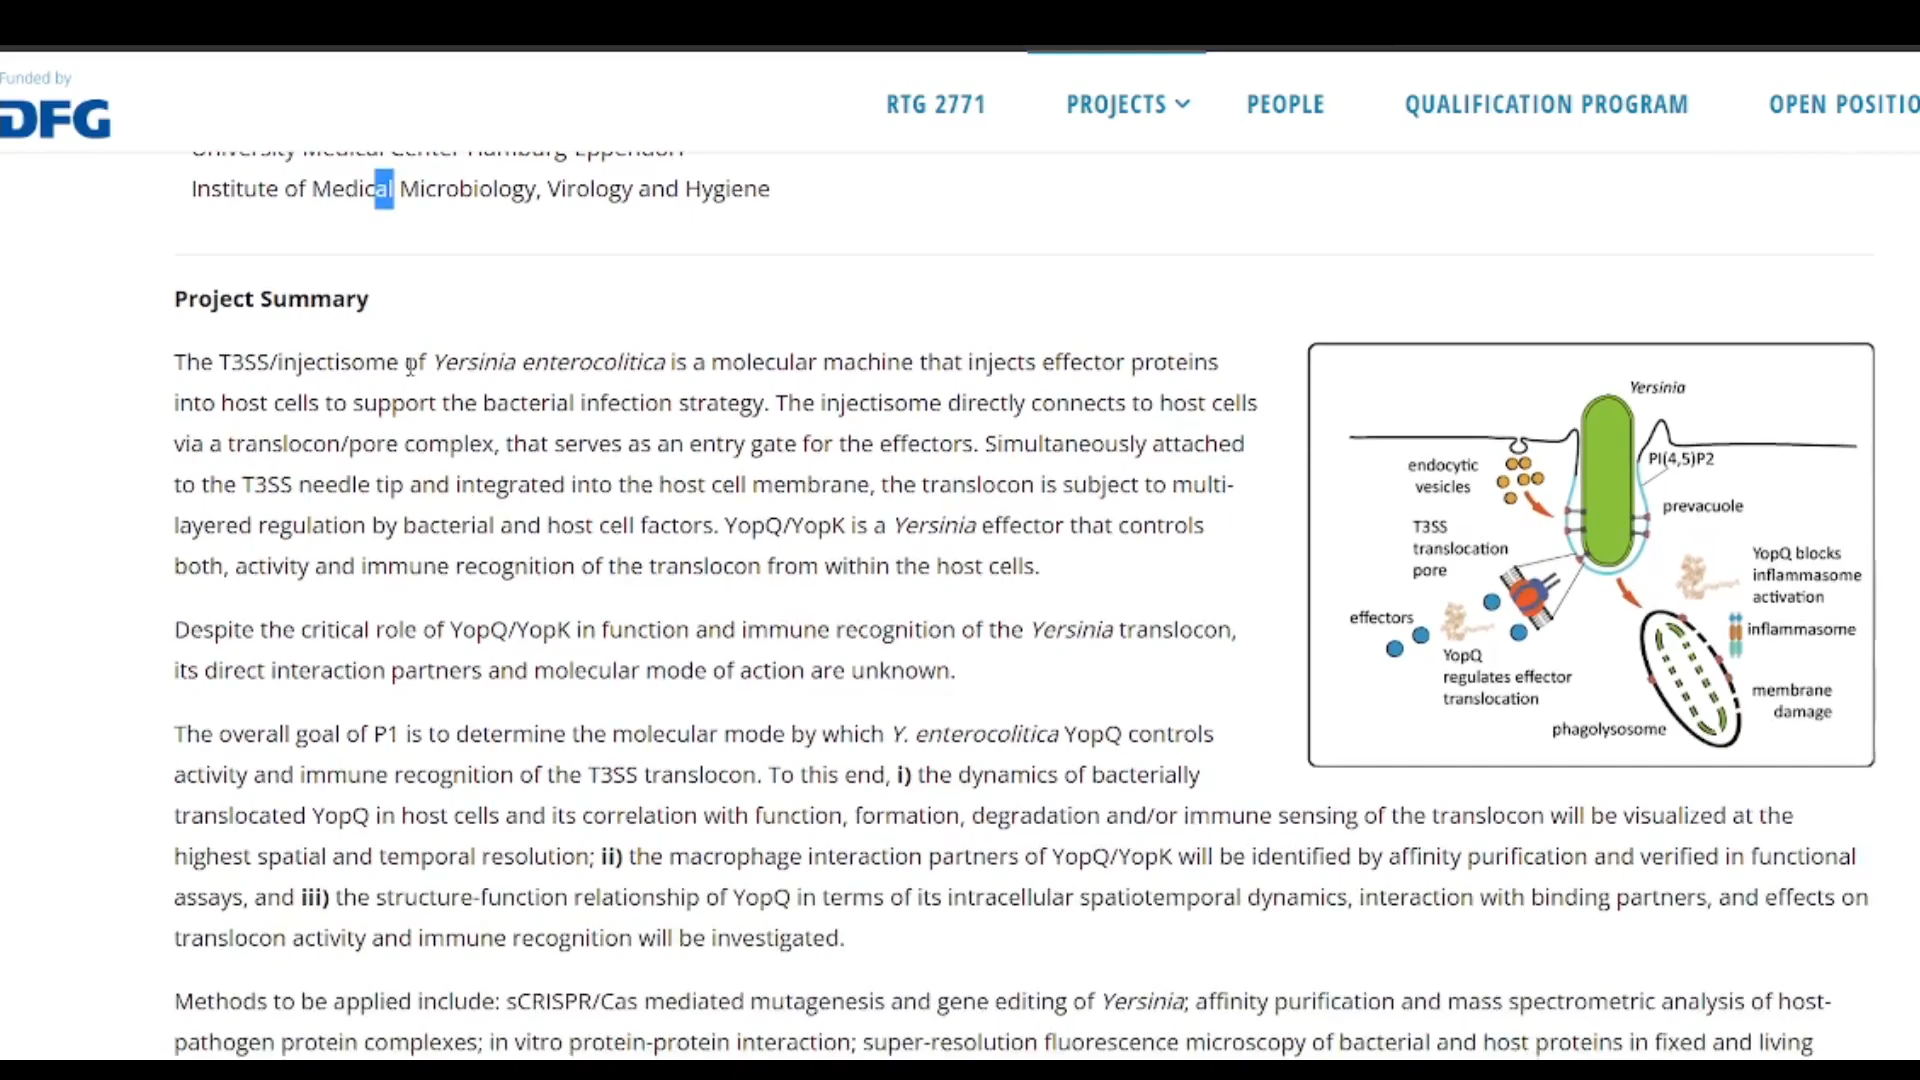 Funded by
DFG
RTG 2771
PROJECTS
PEOPLE
QUALIFICATION PROGRAM
OPEN POSITIO
University Medical Center Hamburg-Eppendorf
Institute of Medical Microbiology, Virology and Hygiene
Project Summary
The T3SS/injectisome of Yersinia enterocolitica is a molecular machine that injects effector proteins
into host cells to support the bacterial infection strategy. The injectisome directly connects to host cells
via a translocon/pore complex, that serves as an entry gate for the effectors. Simultaneously attached
to the T3SS needle tip and integrated into the host cell membrane, the translocon is subject to multi-
layered regulation by bacterial and host cell factors. YopQ/YopK is a Yersinia effector that controls
both, activity and immune recognition of the translocon from within the host cells.
Despite the critical role of YopQ/YopK in function and immune recognition of the Yersinia translocon,
its direct interaction partners and molecular mode of action are unknown.
The overall goal of P1 is to determine the molecular mode by which Y. enterocolitica YopQ controls
activity and immune recognition of the T3SS translocon. To this end, i) the dynamics of bacterially
translocated YopQ in host cells and its correlation with function, formation, degradation and/or immune sensing of the translocon will be visualized at the
highest spatial and temporal resolution; ii) the macrophage interaction partners of YopQ/YopK will be identified by affinity purification and verified in functional
assays, and iii) the structure-function relationship of YopQ in terms of its intracellular spatiotemporal dynamics, interaction with binding partners, and effects on
translocon activity and immune recognition will be investigated.
Methods to be applied include: sCRISPR/Cas mediated mutagenesis and gene editing of Yersinia; affinity purification and mass spectrometric analysis of host-
pathogen protein complexes; in vitro protein-protein interaction; super-resolution fluorescence microscopy of bacterial and host proteins in fixed and living
Yersinia
PI(4,5)P2
endocytic
vesicles
prevacuole
T3SS
translocation
pore
YopQ blocks
inflammasome
activation
effectors
inflammasome
YopQ
regulates effector
translocation
membrane
damage
phagolysosome